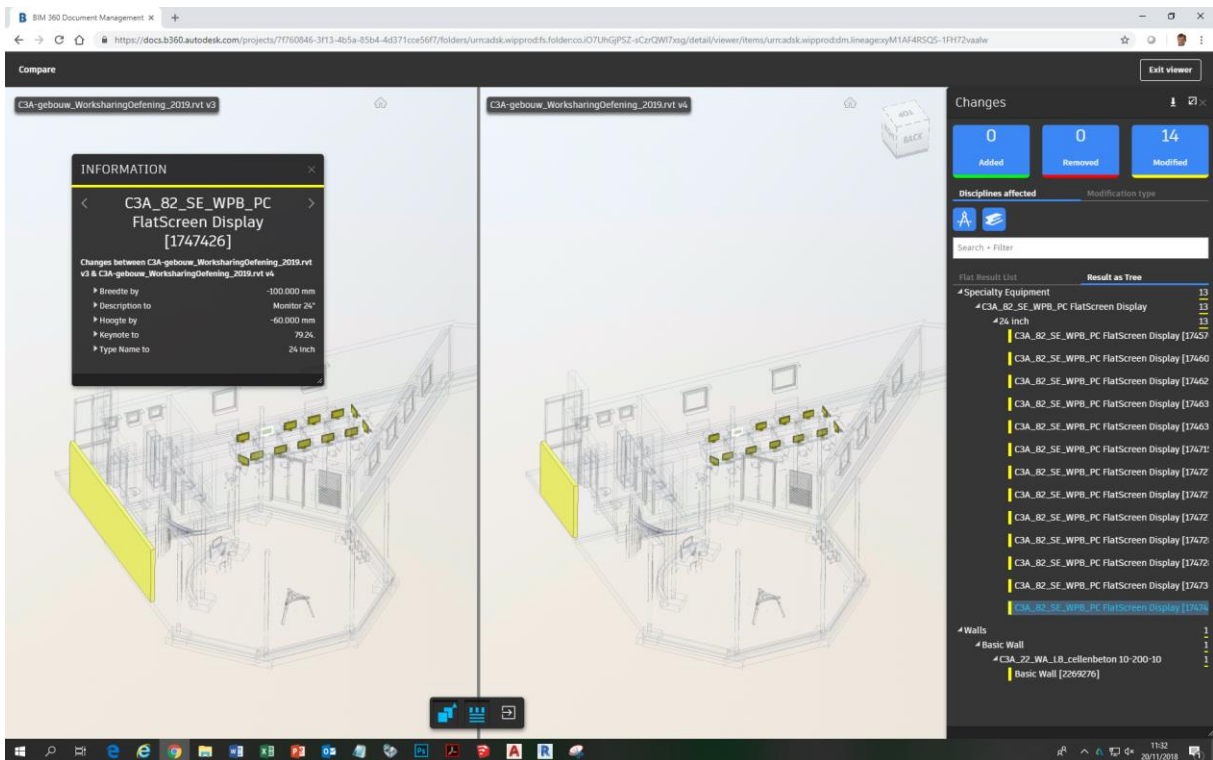 BIM 360 Document Management
https://docs.b360.autodesk.com/projects/7f760846-3f13-4b5a-85b4-4d371cce56f7/folders/urn:adsk.wipprod:fs.folder:co.iO7UhGjPSZ-sCzrQWI7xsg/detail/viewer/items/urn:adsk.wipprod:dm.lineage:xyM1AF4RSQS-1FH72vaalw
Compare
Exit viewer
C3A-gebouw_WorksharingOefening_2019.rvt v3
C3A-gebouw_WorksharingOefening_2019.rvt v4
TOP
BACK
INFORMATION
C3A_82_SE_WPB_PC
FlatScreen Display
[1747426]
Changes between C3A-gebouw_WorksharingOefening_2019.rvt
v3 & C3A-gebouw_WorksharingOefening_2019.rvt v4
Breedte by -100.000 mm
Description to Monitor 24"
Hoogte by -60.000 mm
Keynote to 79.24.
Type Name to 24 inch
Changes
0 0 14
Added Removed Modified
Disciplines affected Modification type
Search + Filter
Flat Result List Result as Tree
Specialty Equipment 13
C3A_82_SE_WPB_PC FlatScreen Display 13
24 inch 13
C3A_82_SE_WPB_PC FlatScreen Display [17457
C3A_82_SE_WPB_PC FlatScreen Display [17460
C3A_82_SE_WPB_PC FlatScreen Display [17462
C3A_82_SE_WPB_PC FlatScreen Display [17463
C3A_82_SE_WPB_PC FlatScreen Display [17463
C3A_82_SE_WPB_PC FlatScreen Display [17471
C3A_82_SE_WPB_PC FlatScreen Display [17472
C3A_82_SE_WPB_PC FlatScreen Display [17472
C3A_82_SE_WPB_PC FlatScreen Display [17472
C3A_82_SE_WPB_PC FlatScreen Display [17472
C3A_82_SE_WPB_PC FlatScreen Display [17472
C3A_82_SE_WPB_PC FlatScreen Display [17473
C3A_82_SE_WPB_PC FlatScreen Display [17474
Walls 1
Basic Wall 1
C3A_22_WA_LB_cellenbeton 10-200-10 1
Basic Wall [2269276]
11:32
20/11/2018